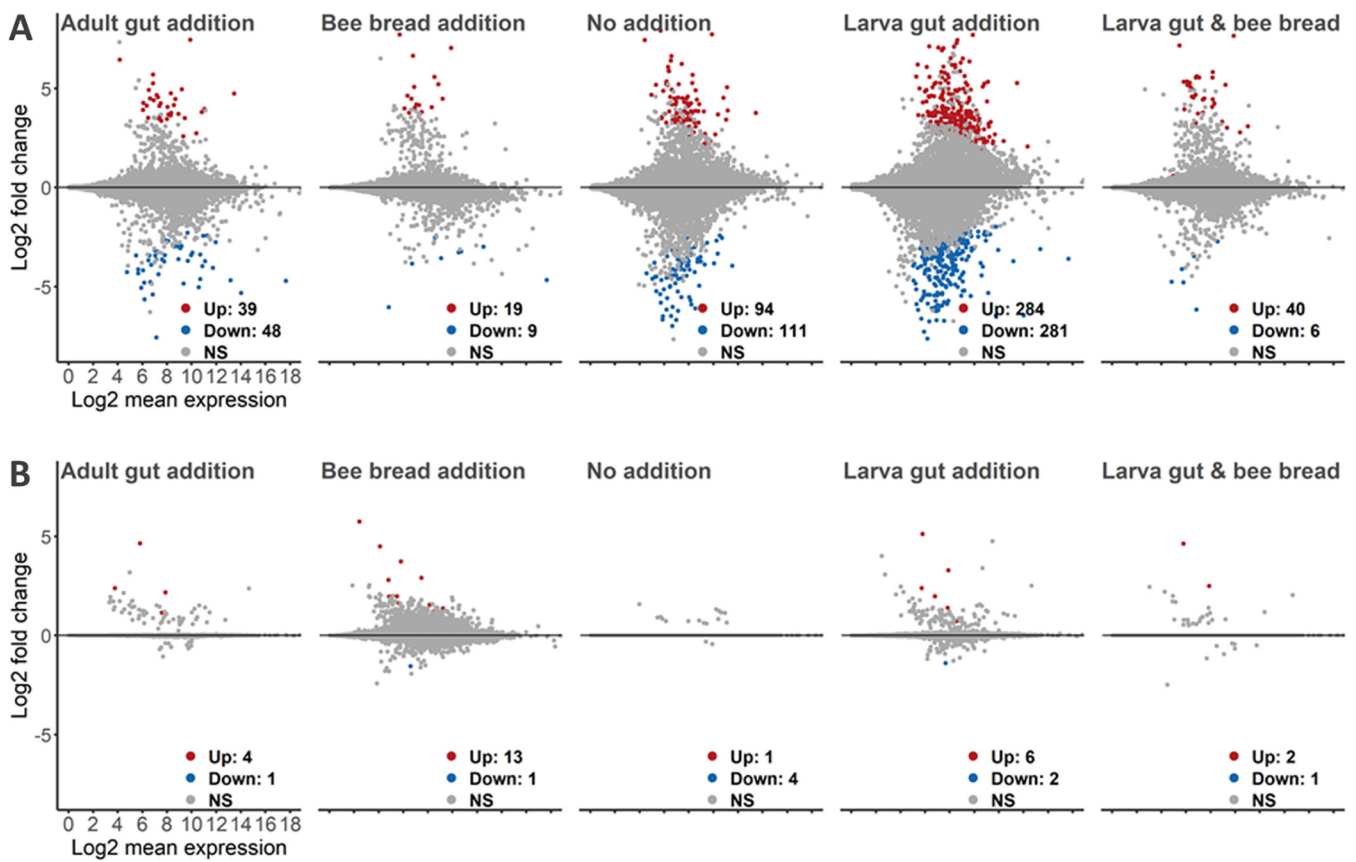 A
Adult gut addition
Bee bread addition
No addition
Larva gut addition
Larva gut & bee bread
Log2 fold change
5
0
-5
Up: 39
Down: 48
NS
Up: 19
Down: 9
NS
Up: 94
Down: 111
NS
Up: 284
Down: 281
NS
Up: 40
Down: 6
NS
0 2 4 6 8 10 12 14 16 18
Log2 mean expression
B
Adult gut addition
Bee bread addition
No addition
Larva gut addition
Larva gut & bee bread
Log2 fold change
5
0
-5
Up: 4
Down: 1
NS
Up: 13
Down: 1
NS
Up: 1
Down: 4
NS
Up: 6
Down: 2
NS
Up: 2
Down: 1
NS
0 2 4 6 8 10 12 14 16 18
Log2 mean expression